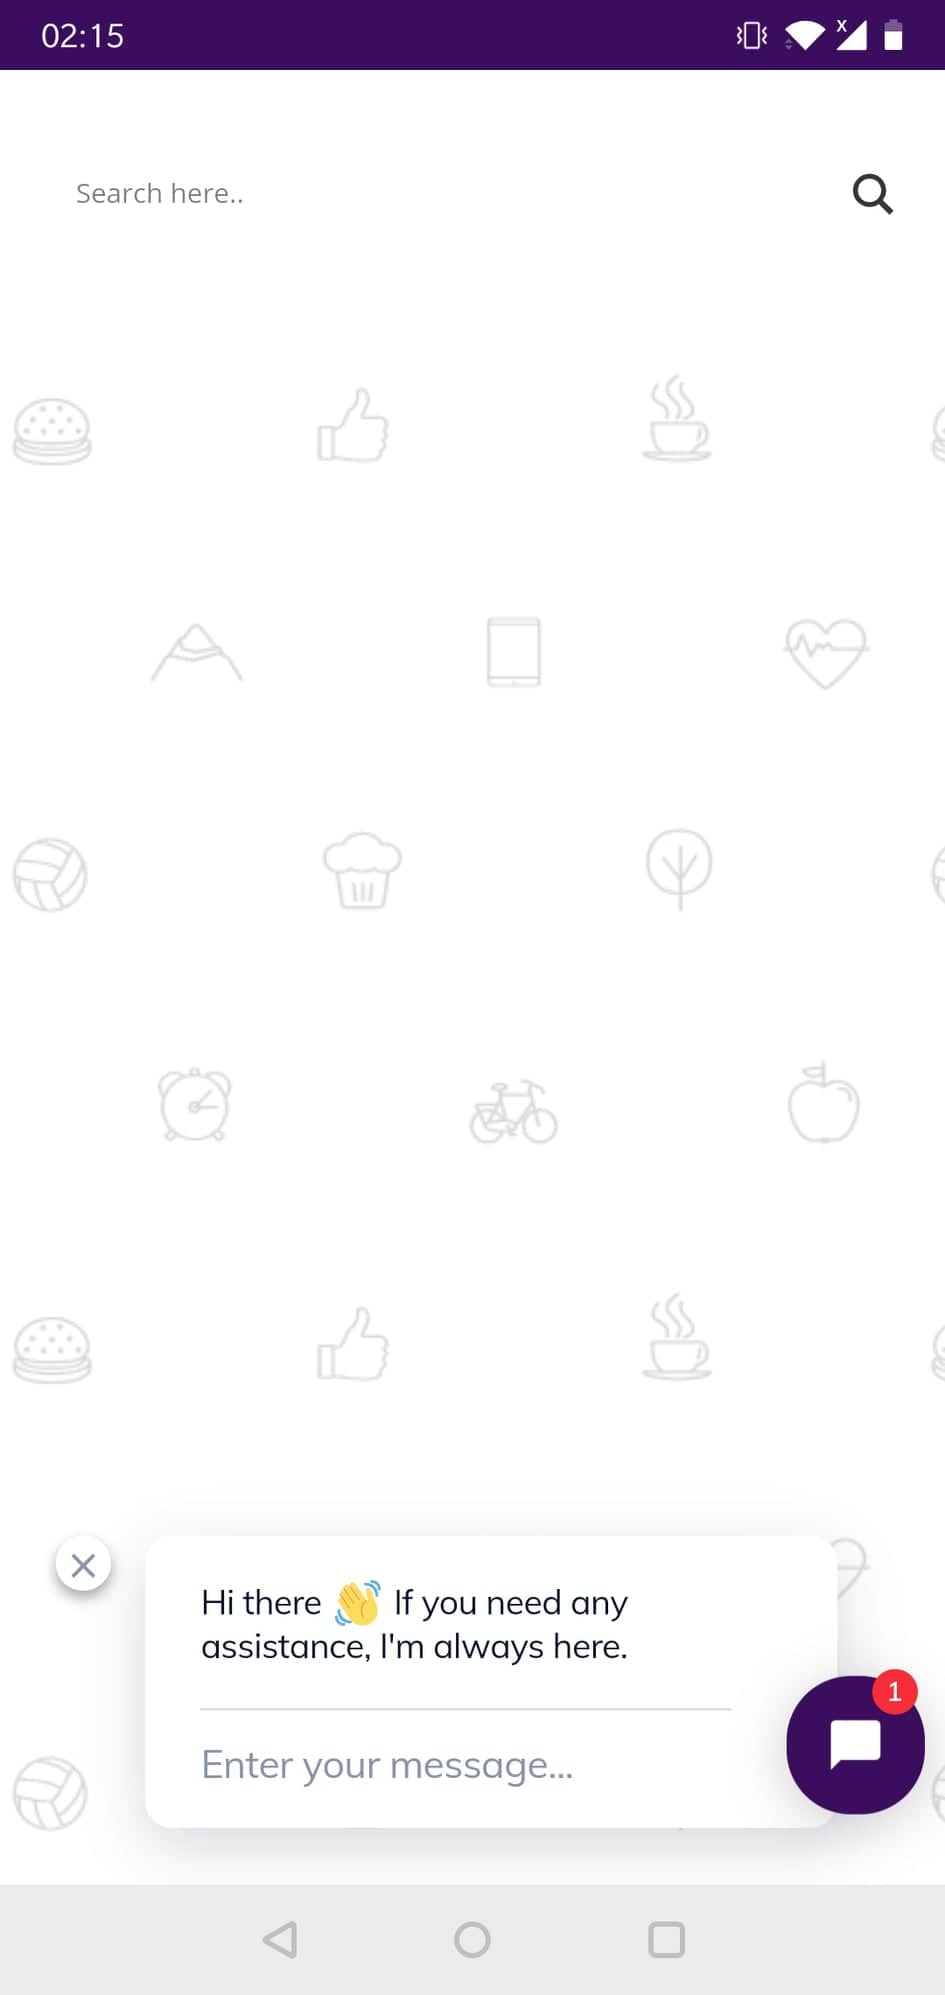 02:15
Search here..
Hi there 👋 If you need any
assistance, I'm always here.
1
Enter your message...